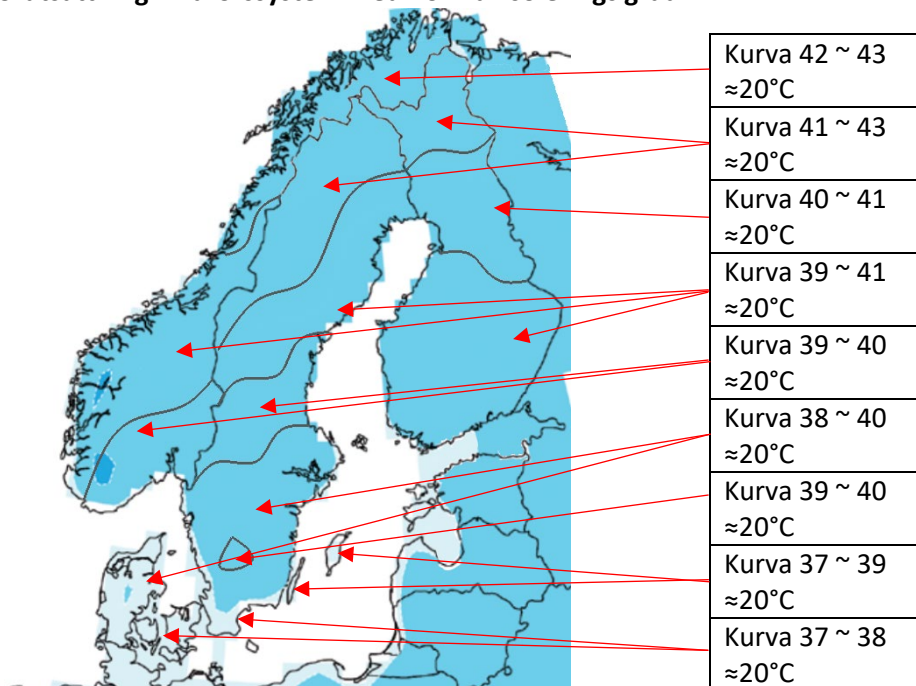 Kurva 42 ~ 43
≈20°C
Kurva 41 ~ 43
≈20°C
Kurva 40 ~ 41
≈20°C
Kurva 39 ~ 41
≈20°C
Kurva 39 ~ 40
≈20°C
Kurva 38 ~ 40
≈20°C
Kurva 39 ~ 40
≈20°C
Kurva 37 ~ 39
≈20°C
Kurva 37 ~ 38
≈20°C